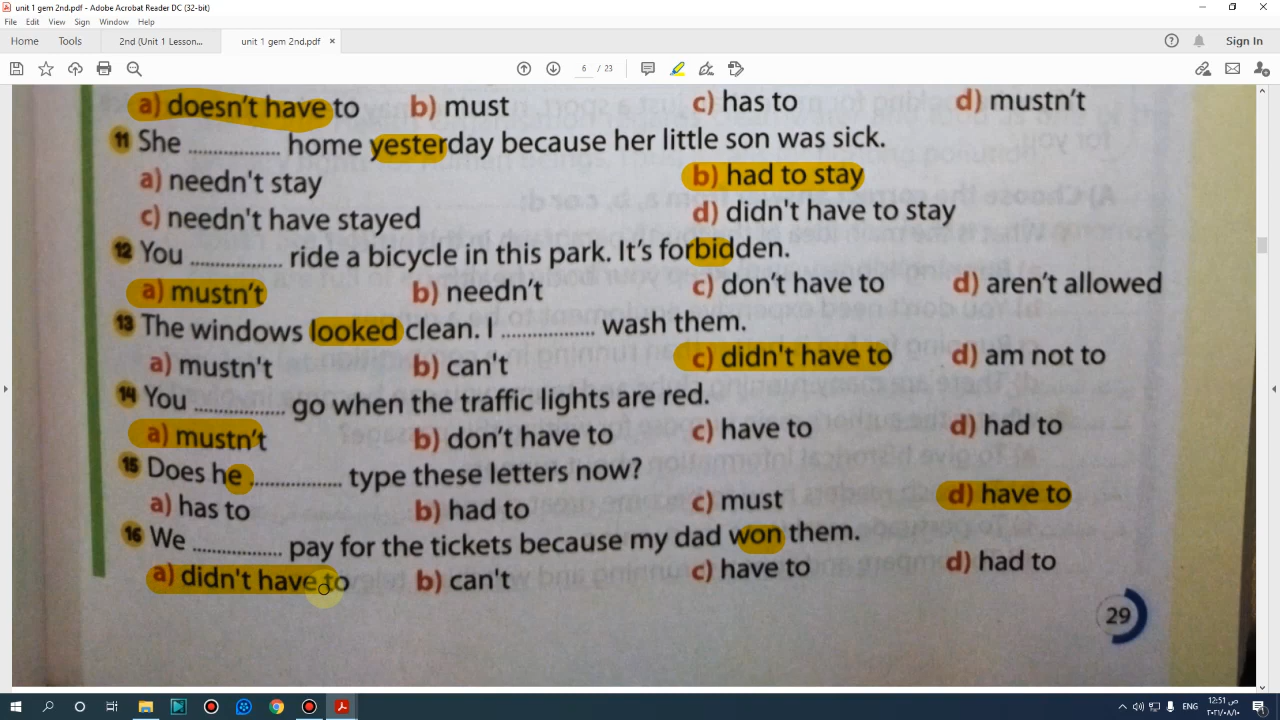 unit 1 gem 2nd.pdf - Adobe Acrobat Reader DC (32-bit)
File Edit View Sign Window Help
Home Tools 2nd (Unit 1 Lesson... unit 1 gem 2nd.pdf × Sign In
6 / 23
a) doesn't have to b) must c) has to d) mustn't
11 She .............. home yesterday because her little son was sick.
a) needn't stay b) had to stay
c) needn't have stayed d) didn't have to stay
12 You .............. ride a bicycle in this park. It's forbidden.
a) mustn't b) needn't c) don't have to d) aren't allowed
13 The windows looked clean. I .............. wash them.
a) mustn't b) can't c) didn't have to d) am not to
14 You .............. go when the traffic lights are red.
a) mustn't b) don't have to c) have to d) had to
15 Does he .............. type these letters now?
a) has to b) had to c) must d) have to
16 We .............. pay for the tickets because my dad won them.
a) didn't have to b) can't c) have to d) had to
29
ENG 12:51 ص
٢٠٢١/٠٨/١٠